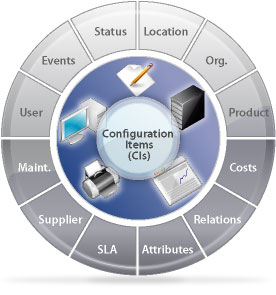 Status
Location
Events
Org.
User
Product
Configuration
Items
(CIs)
Maint.
Costs
Supplier
Relations
SLA
Attributes